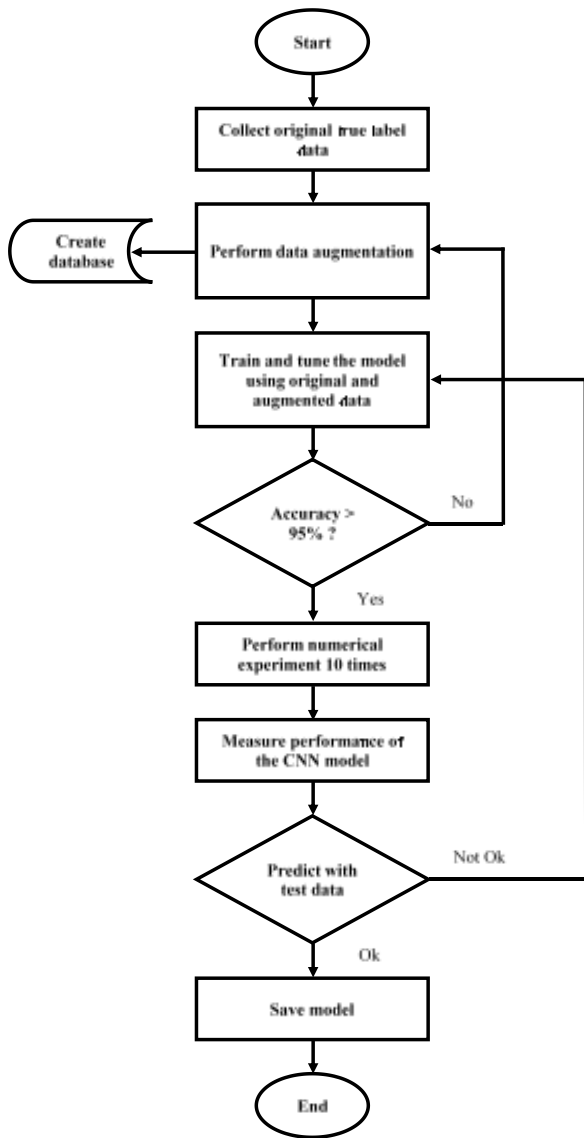 Start
Collect original true label
data
Create
database
Perform data augmentation
Train and tune the model
using original and
augmented data
Accuracy >
95% ?
No
Yes
Perform numerical
experiment 10 times
Measure performance of
the CNN model
Predict with
test data
Not Ok
Ok
Save model
End